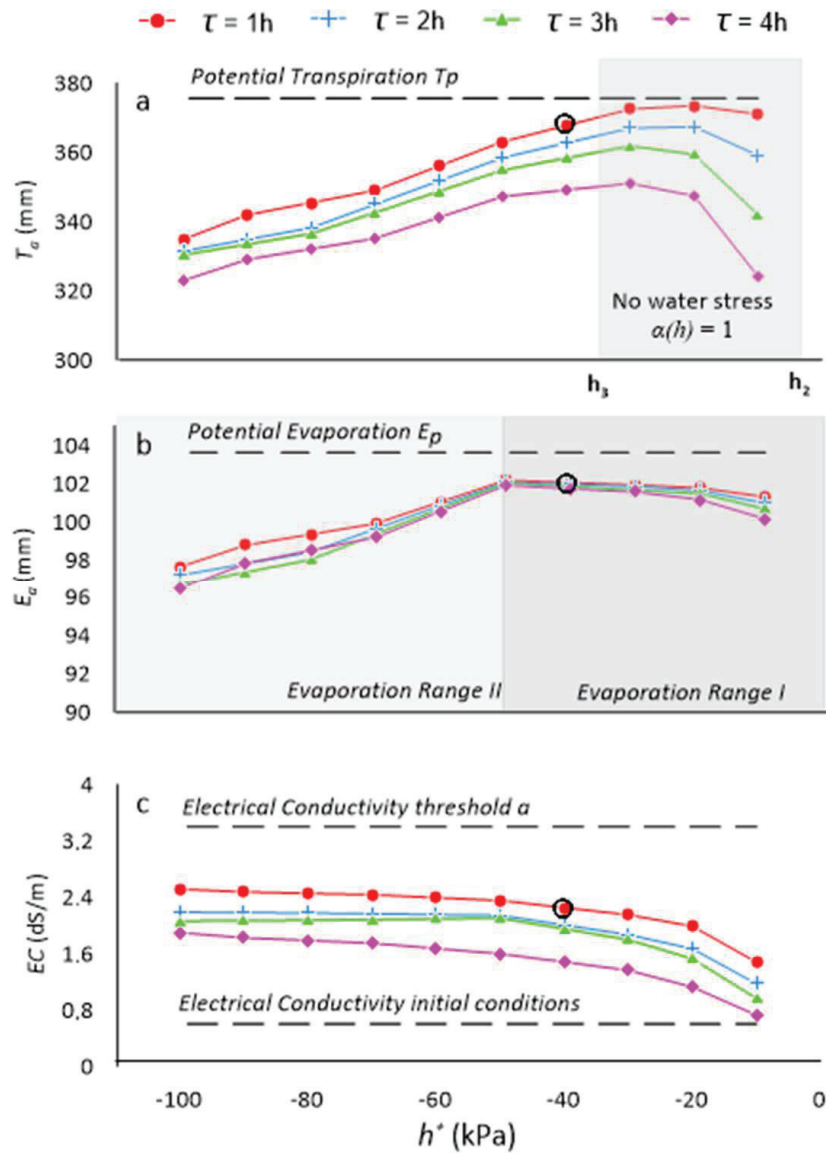 τ = 1h τ = 2h τ = 3h τ = 4h
380
360
340
320
300
Tₐ (mm)
a
Potential Transpiration Tp
No water stress
α(h) = 1
h₃ h₂
104
102
100
98
96
94
92
90
Eₐ (mm)
b
Potential Evaporation Eₚ
Evaporation Range II Evaporation Range I
4
3.2
2.4
1.6
0.8
0
EC (dS/m)
c
Electrical Conductivity threshold a
Electrical Conductivity initial conditions
-100 -80 -60 -40 -20 0
h* (kPa)